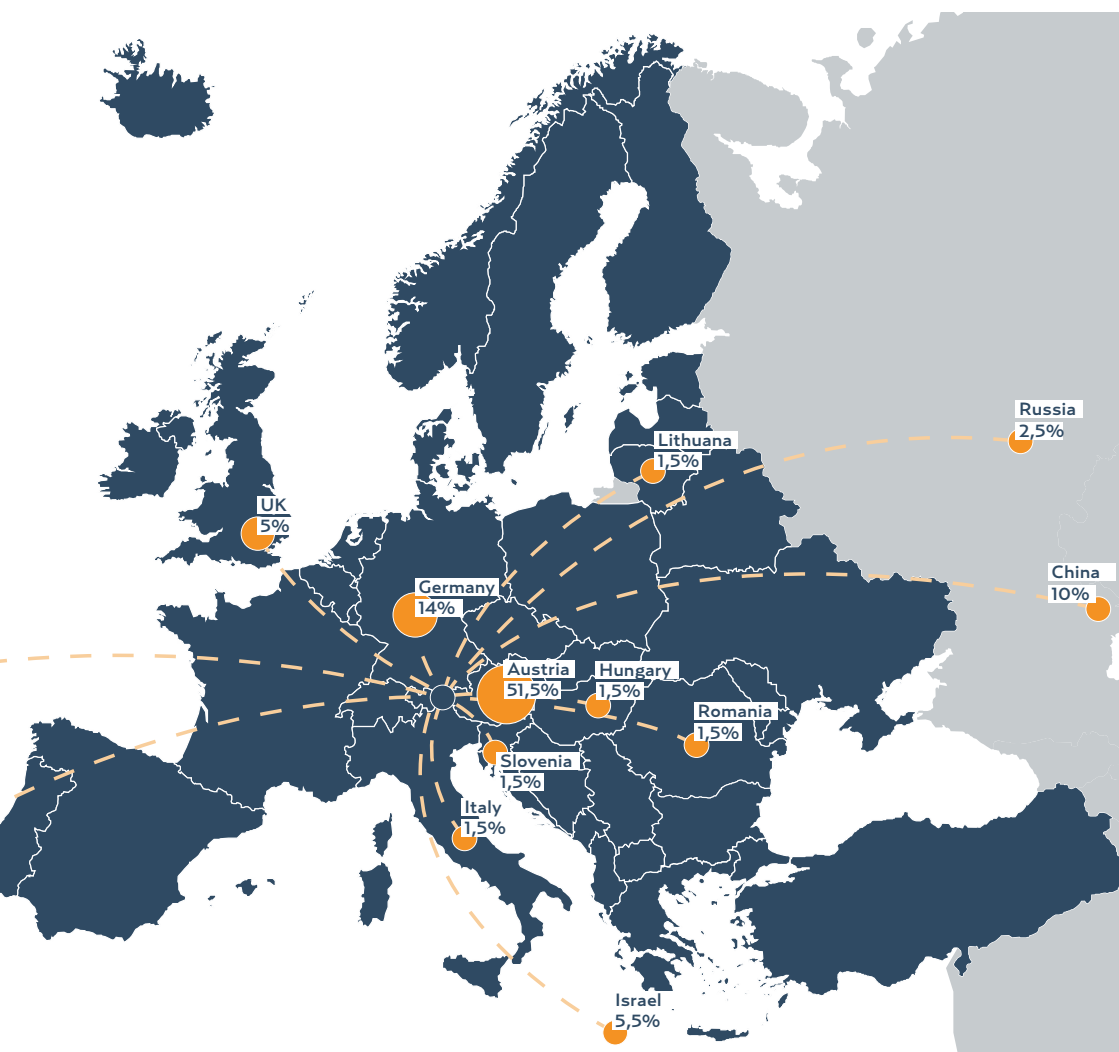 Russia
2,5%
Lithuana
1,5%
UK
5%
China
10%
Germany
14%
Austria
51,5%
Hungary
1,5%
Romania
1,5%
Slovenia
1,5%
Italy
1,5%
Israel
5,5%